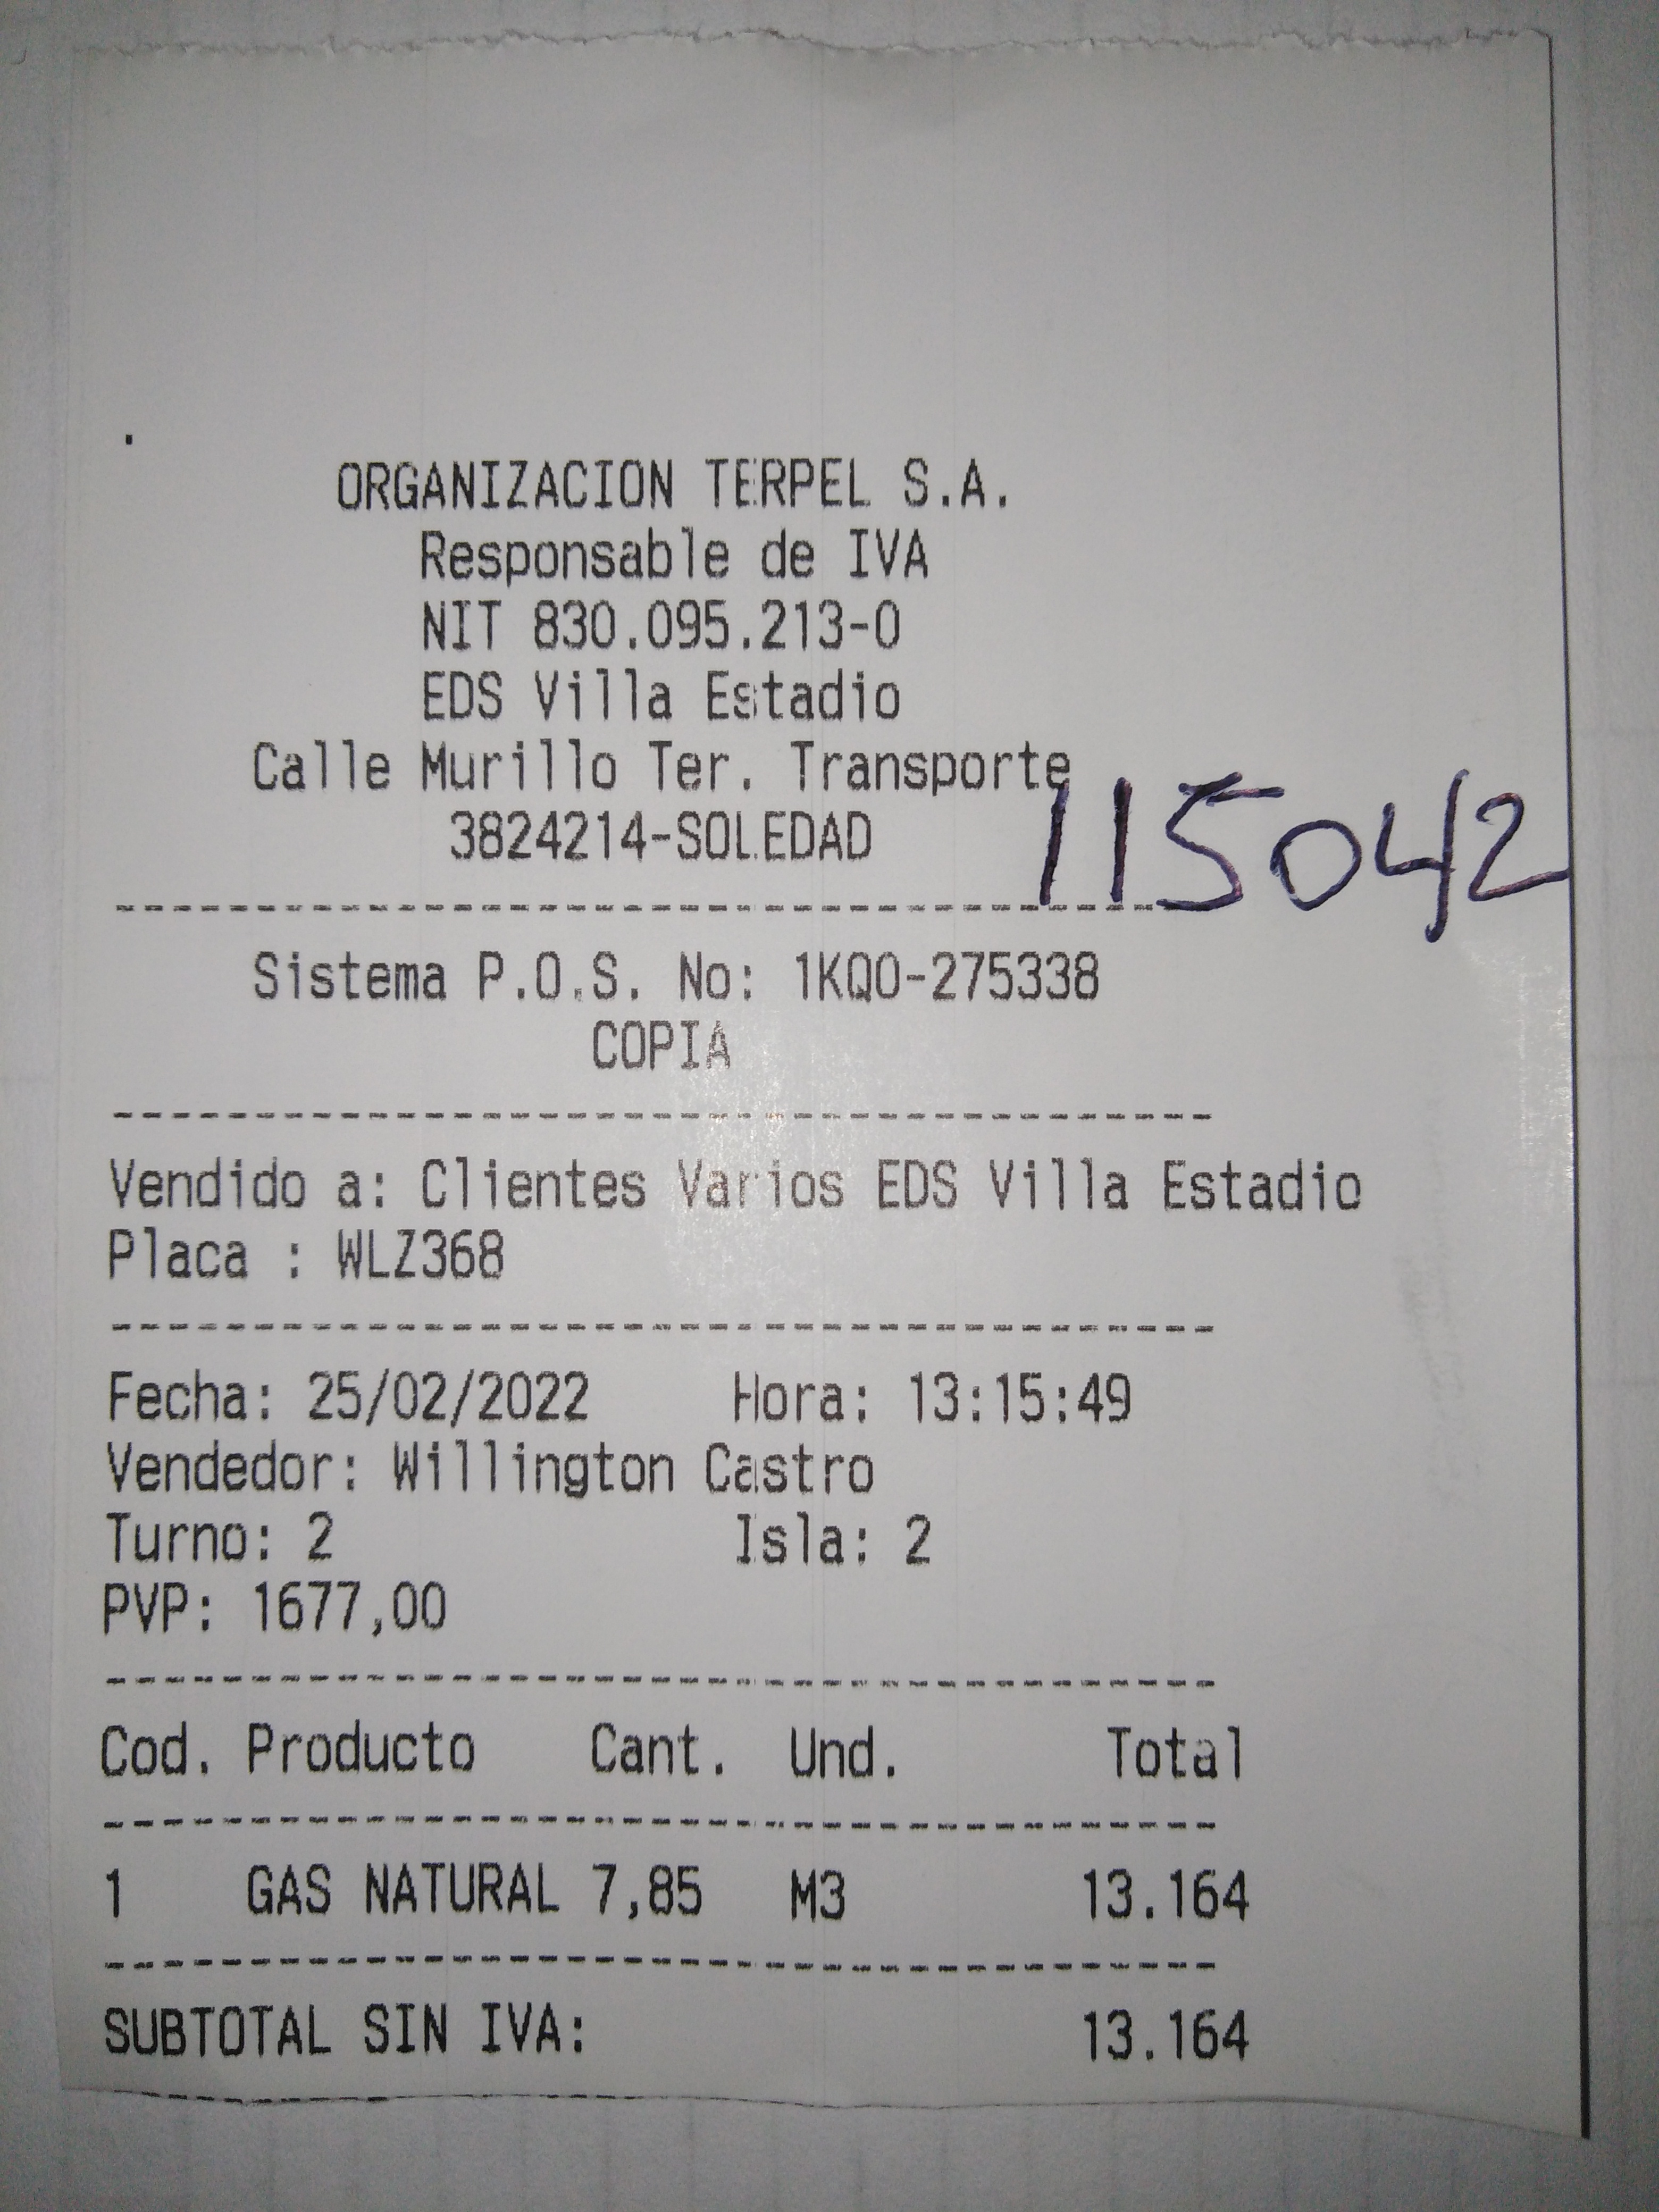 ORGANIZACION TERPEL S.A.
Responsable de IVA
NIT 830.095.213-0
EDS Villa Estadio
Calle Murillo Ter. Transporte
3824214-SOLEDAD
115042
--------------------------------------
Sistema P.O.S. No: 1KQ0-275338
COPIA
--------------------------------------
Vendido a: Clientes Varios EDS Villa Estadio
Placa : WLZ368
--------------------------------------
Fecha: 25/02/2022 Hora: 13:15:49
Vendedor: Willington Castro
Turno: 2 Isla: 2
PVP: 1677,00
--------------------------------------
Cod. Producto Cant. Und. Total
--------------------------------------
1 GAS NATURAL 7,85 M3 13.164
--------------------------------------
SUBTOTAL SIN IVA: 13.164